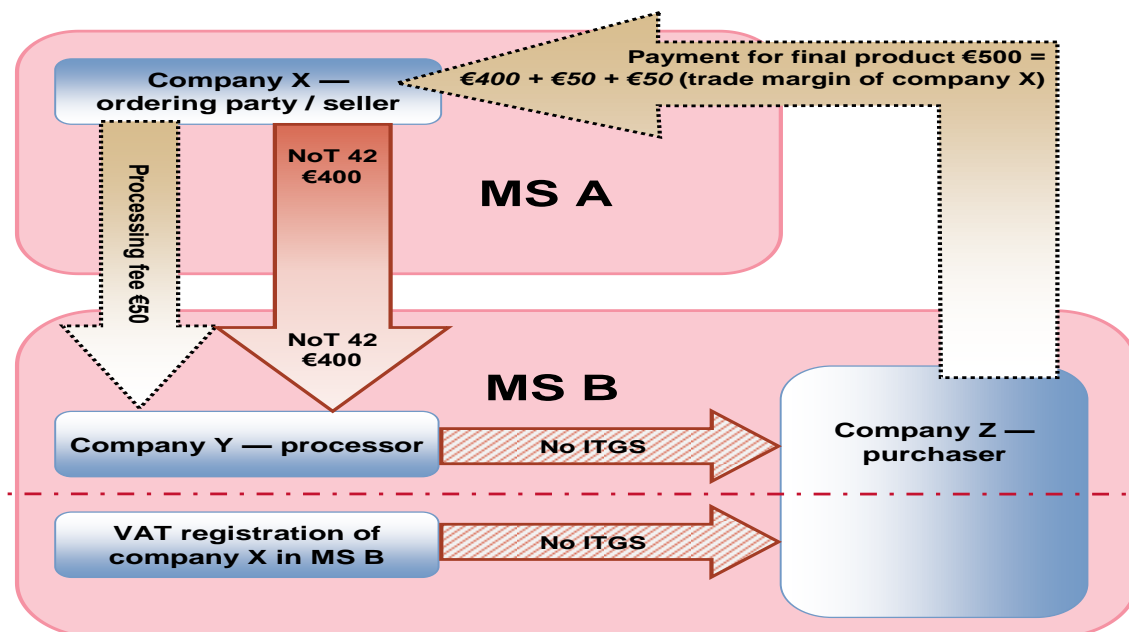 Payment for final product €500 =
€400 + €50 + €50 (trade margin of company X)
Company X —
ordering party / seller
Processing fee €50
NoT 42
€400
MS A
NoT 42
€400
MS B
Company Y — processor
No ITGS
Company Z —
purchaser
VAT registration of
company X in MS B
No ITGS